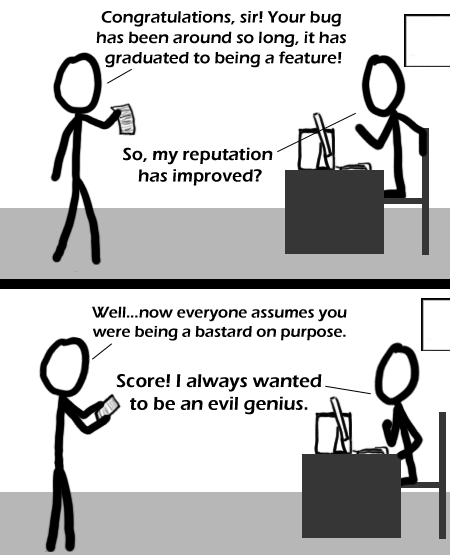 Congratulations, sir! Your bug
has been around so long, it has
graduated to being a feature!
So, my reputation
has improved?
Well...now everyone assumes you
were being a bastard on purpose.
Score! I always wanted
to be an evil genius.